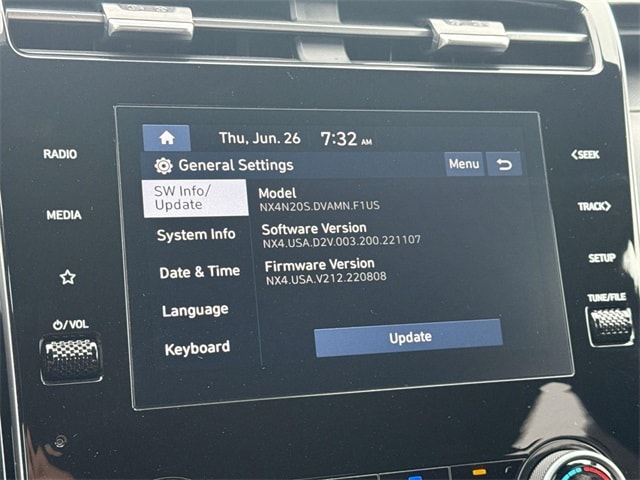 Thu, Jun. 26 7:32 AM
General Settings Menu
SW Info/
Update
System Info
Date & Time
Language
Keyboard
Model
NX4N20S.DVAMN.F1US
Software Version
NX4.USA.D2V.003.200.221107
Firmware Version
NX4.USA.V212.220808
Update
RADIO
MEDIA
⏻/VOL
<SEEK
TRACK>
SETUP
TUNE/FILE